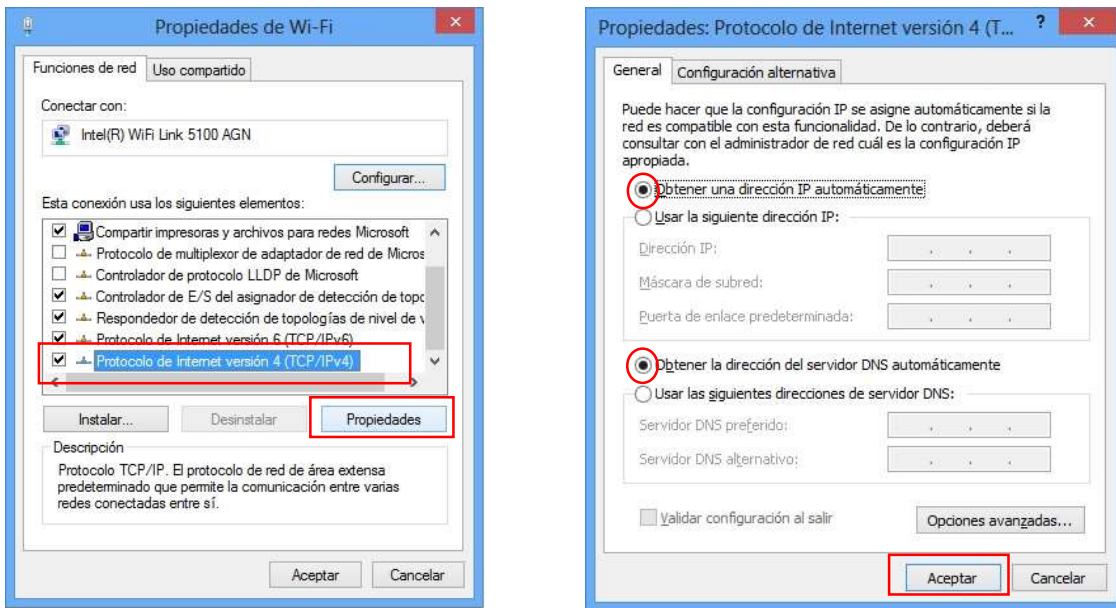 Propiedades de Wi-Fi
Funciones de red
Uso compartido
Conectar con:
Intel(R) WiFi Link 5100 AGN
Configurar...
Esta conexión usa los siguientes elementos:
Compartir impresoras y archivos para redes Microsoft
Protocolo de multiplexor de adaptador de red de Micros
Controlador de protocolo LLDP de Microsoft
Controlador de E/S del asignador de detección de topo
Respondedor de detección de topologías de nivel de v
Protocolo de Internet versión 6 (TCP/IPv6)
Protocolo de Internet versión 4 (TCP/IPv4)
Instalar...
Desinstalar
Propiedades
Descripción
Protocolo TCP/IP. El protocolo de red de área extensa
predeterminado que permite la comunicación entre varias
redes conectadas entre sí.
Aceptar
Cancelar
Propiedades: Protocolo de Internet versión 4 (T...
?
General
Configuración alternativa
Puede hacer que la configuración IP se asigne automáticamente si la
red es compatible con esta funcionalidad. De lo contrario, deberá
consultar con el administrador de red cuál es la configuración IP
apropiada.
Obtener una dirección IP automáticamente
Usar la siguiente dirección IP:
Dirección IP:
Máscara de subred:
Puerta de enlace predeterminada:
Obtener la dirección del servidor DNS automáticamente
Usar las siguientes direcciones de servidor DNS:
Servidor DNS preferido:
Servidor DNS alternativo:
Validar configuración al salir
Opciones avanzadas...
Aceptar
Cancelar